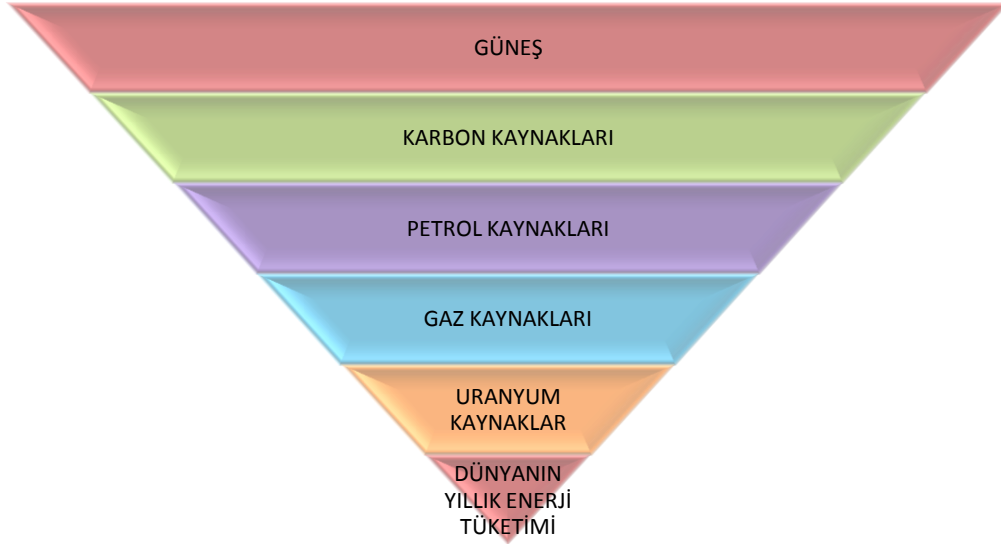 GÜNEŞ
KARBON KAYNAKLARI
PETROL KAYNAKLARI
GAZ KAYNAKLARI
URANYUM
KAYNAKLAR
DÜNYANIN
YILLIK ENERJİ
TÜKETİMİ